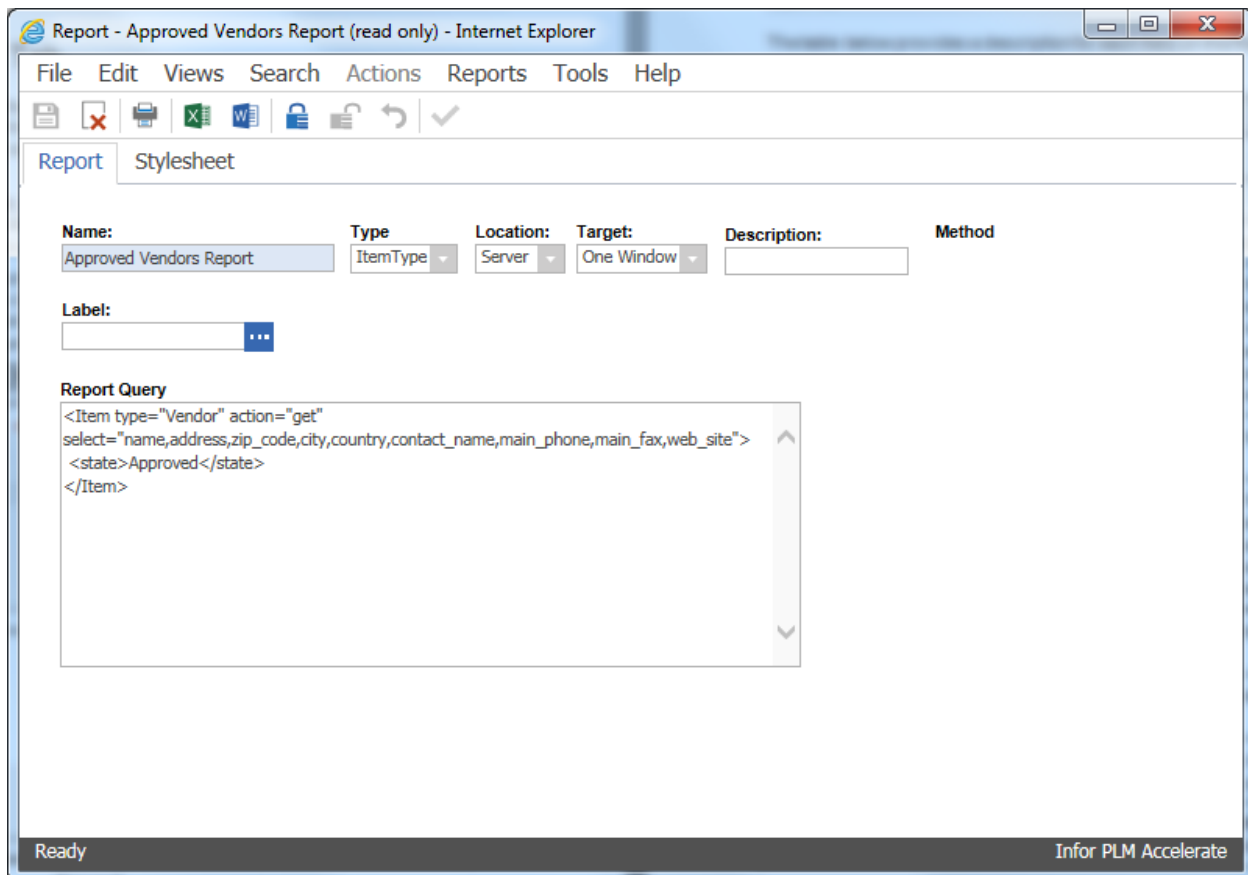 Report - Approved Vendors Report (read only) - Internet Explorer
File Edit Views Search Actions Reports Tools Help
Report Stylesheet
Name: Type Location: Target: Description: Method
Approved Vendors Report ItemType Server One Window
Label:
Report Query
<Item type="Vendor" action="get"
select="name,address,zip_code,city,country,contact_name,main_phone,main_fax,web_site">
<state>Approved</state>
</Item>
Ready Infor PLM Accelerate